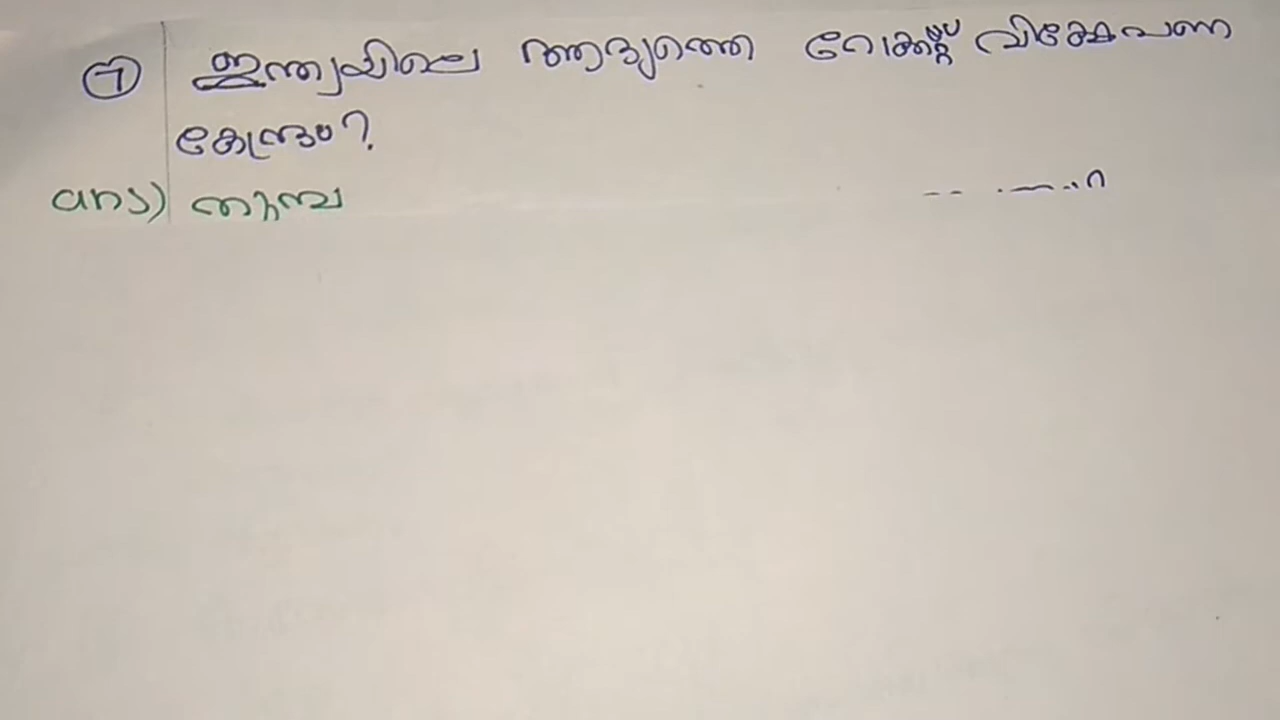 ⑦ ഇന്ത്യയിലെ ആദ്യത്തെ റോക്കറ്റ് വിക്ഷേപണ
കേന്ദ്രം?
ans) തുമ്പ